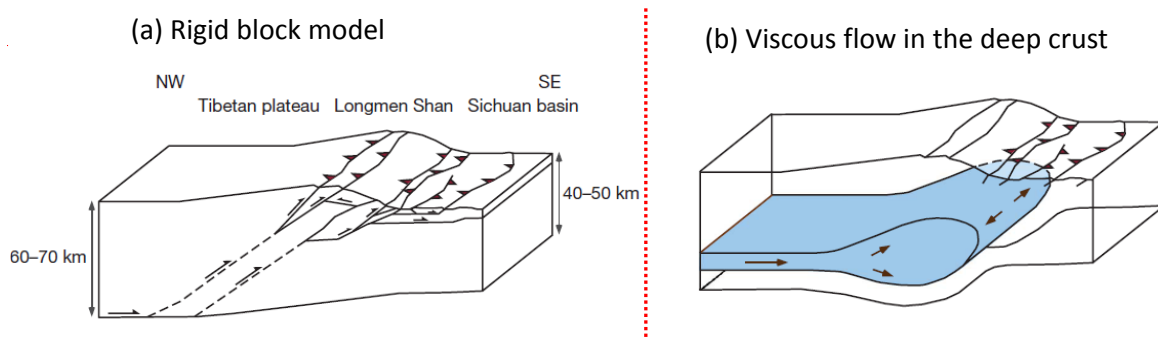 (a) Rigid block model
(b) Viscous flow in the deep crust
NW
SE
Tibetan plateau Longmen Shan Sichuan basin
40–50 km
60–70 km